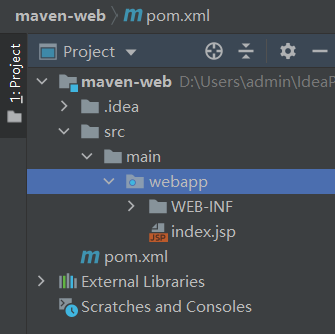 maven-web pom.xml
1: Project
Project
maven-web D:\Users\admin\IdeaP
.idea
src
main
webapp
WEB-INF
JSP index.jsp
m pom.xml
External Libraries
Scratches and Consoles